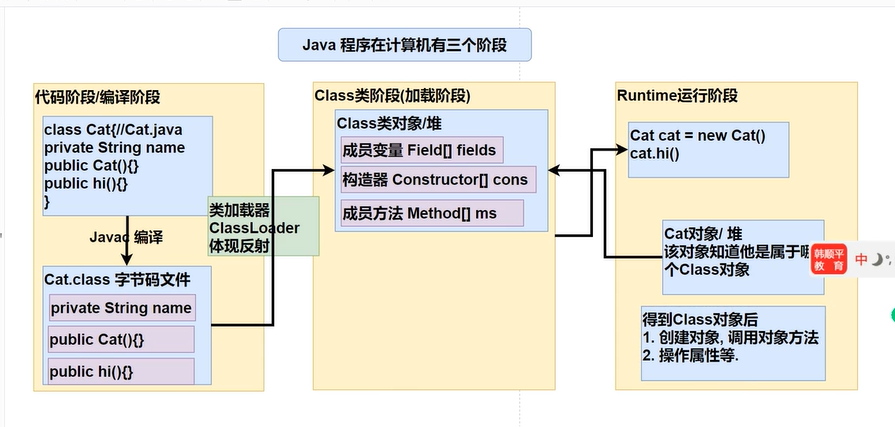 Java 程序在计算机有三个阶段
代码阶段/编译阶段
class Cat{//Cat.java
private String name
public Cat(){}
public hi(){}
}
Javac 编译
类加载器
ClassLoader
体现反射
Cat.class 字节码文件
private String name
public Cat(){}
public hi(){}
Class类阶段(加载阶段)
Class类对象/堆
成员变量 Field[] fields
构造器 Constructor[] cons
成员方法 Method[] ms
Runtime运行阶段
Cat cat = new Cat()
cat.hi()
Cat对象/ 堆
该对象知道他是属于哪
个Class对象
得到Class对象后
1. 创建对象, 调用对象方法
2. 操作属性等.
韩顺平
教 育
中